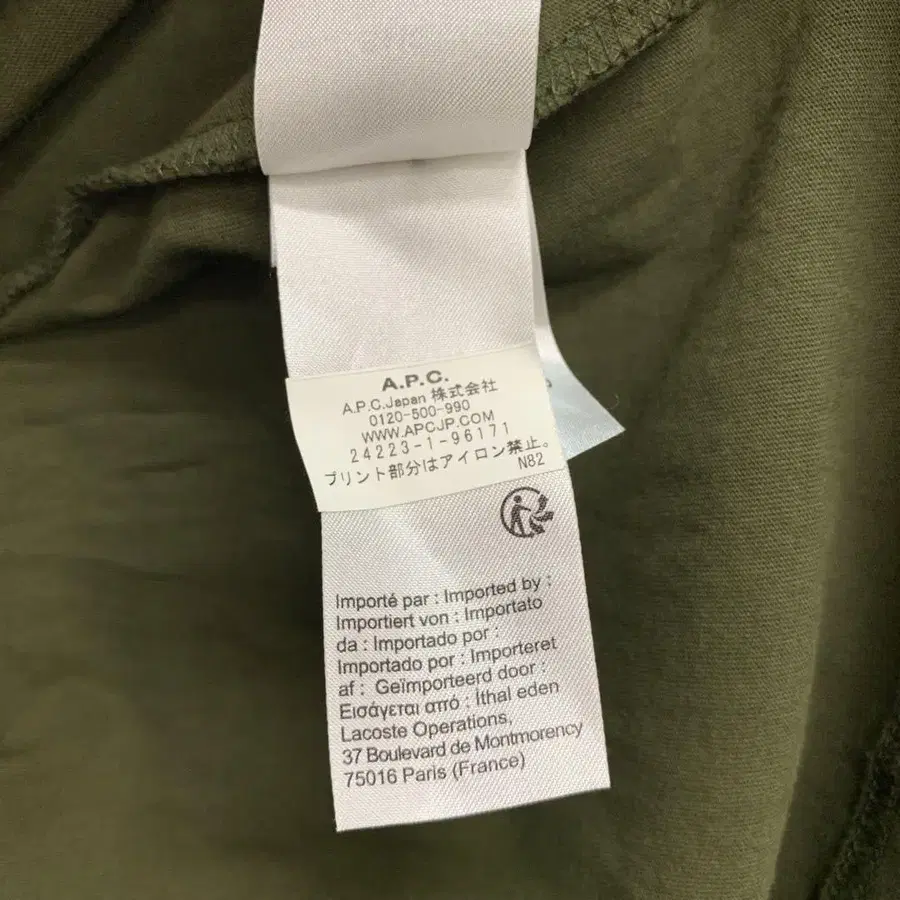 A.P.C.
A.P.C.Japan 株式会社
0120-500-990
WWW.APCJP.COM
24223-1-96171
プリント部分はアイロン禁止。
N82
Importé par : Imported by :
Importiert von : Importato
da : Importado por :
Importado por : Importeret
af : Geïmporteerd door :
Εισάγεται από : Ithal eden
Lacoste Operations,
37 Boulevard de Montmorency
75016 Paris (France)